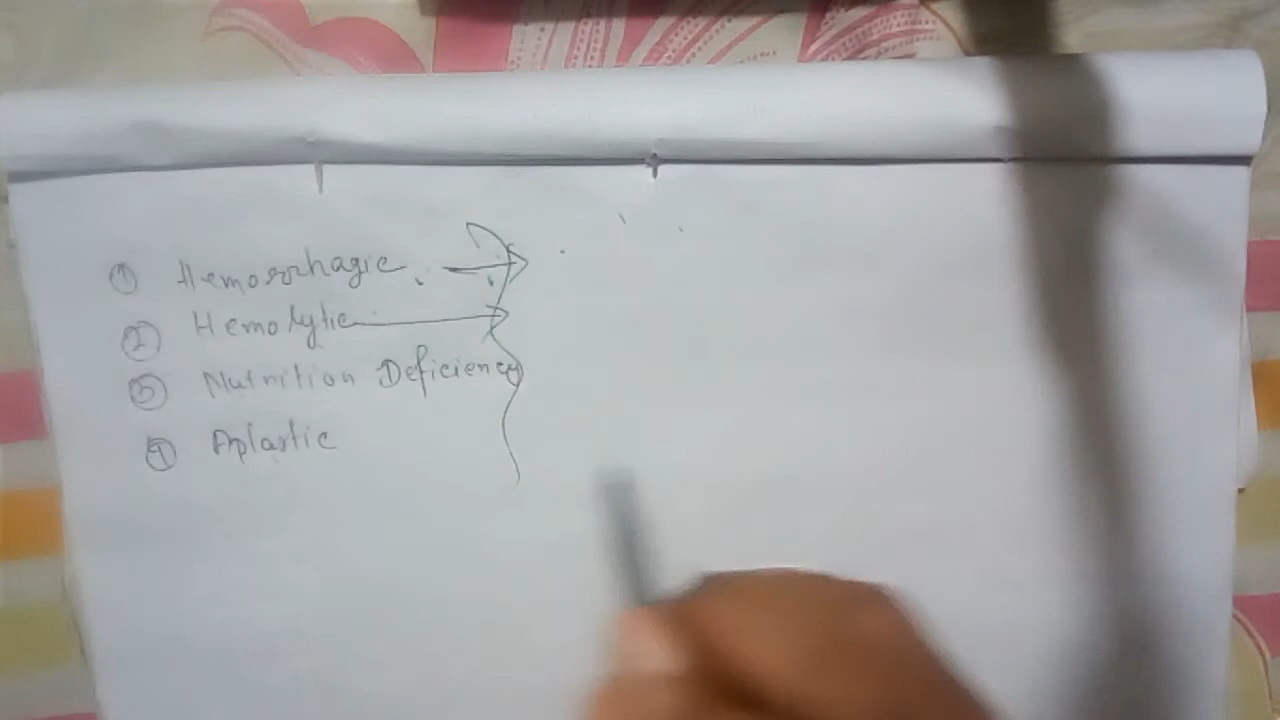 ① Hemorrhagic
② Hemolytic
③ Nutrition Deficiency
④ Aplastic